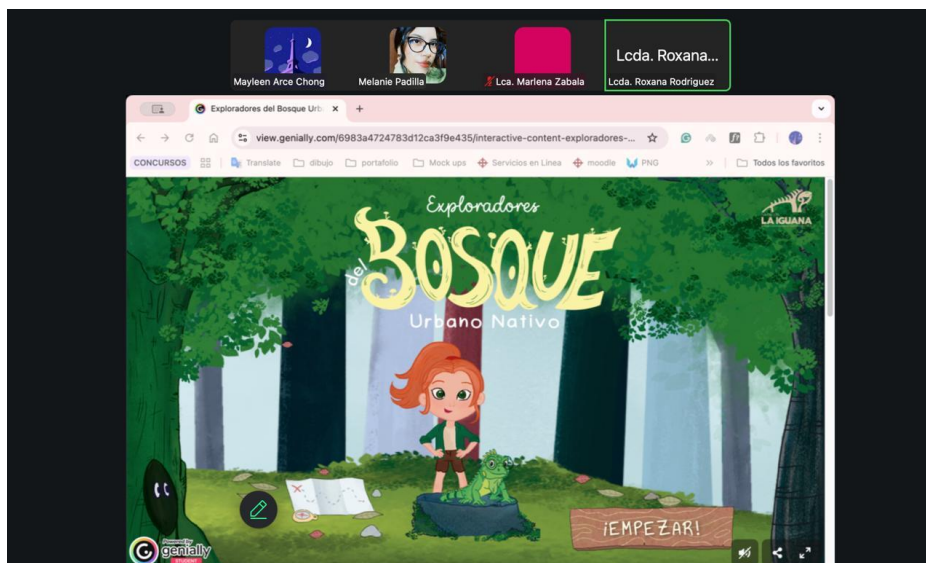 Lcda. Roxana...
Mayleen Arce Chong
Melanie Padilla
Lca. Marlena Zabala
Lcda. Roxana Rodriguez
Exploradores del Bosque Urb
view.genially.com/6983a4724783d12ca3f9e435/interactive-content-exploradores-...
CONCURSOS
Translate
dibujo
portafolio
Mock ups
Servicios en Línea
moodle
PNG
Todos los favoritos
Exploradores
del BOSQUE
Urbano Nativo
LA IGUANA
¡EMPEZAR!
Powered by
genially
STUDENT